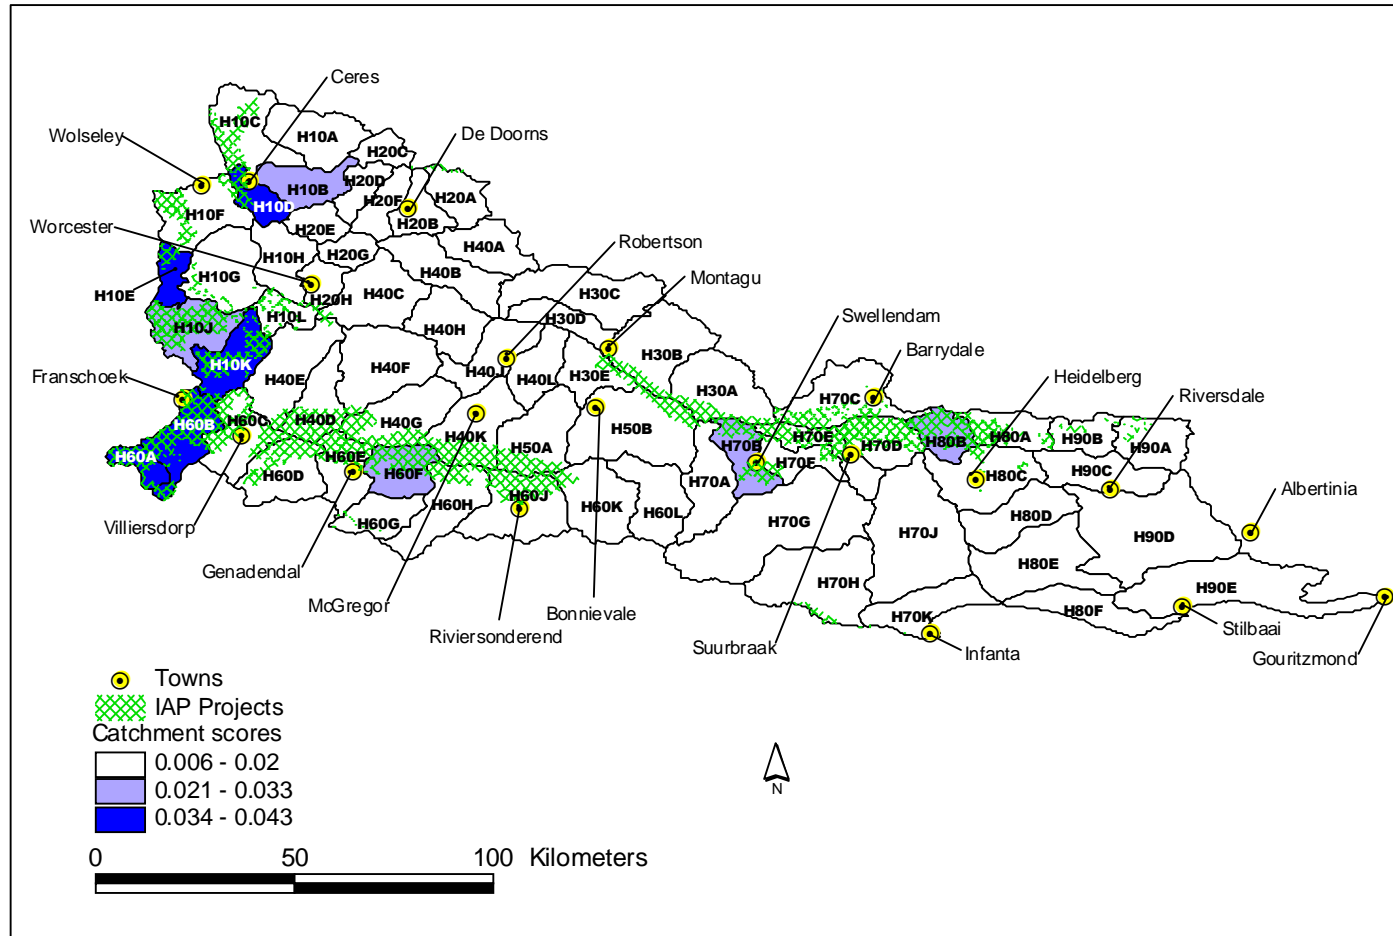 Ceres
Wolseley
De Doorns
H10C
H10A
H20C
H10B
H20D
H20F
H20A
H10D
H10F
H20B
H20E
Worcester
Robertson
H10H
H20G
H40A
Montagu
H10G
H40B
H10E
H20H
H40C
H30C
H10L
H30D
Swellendam
H10J
H40H
H30B
Barrydale
H10K
H40F
H40J
H30E
Heidelberg
Franschoek
H40E
H40L
H30A
H70C
Riversdale
H60C
H40D
H40G
H60B
H40K
H50B
H70E
H60A
H60E
H50A
H70B
H70D
H80B
H80A
H90B
H90A
H60D
H60F
H70F
H80C
H90C
H70A
Albertinia
H60H
H60J
H60K
H60L
H80D
H60G
H70G
H70J
H90D
Villiersdorp
H80E
Genadendal
H70H
H90E
McGregor
Bonnievale
H70K
H80F
Riviersonderend
Stilbaai
Suurbraak
Infanta
Gouritzmond
Towns
IAP Projects
Catchment scores
0.006 - 0.02
0.021 - 0.033
0.034 - 0.043
N
0 50 100 Kilometers